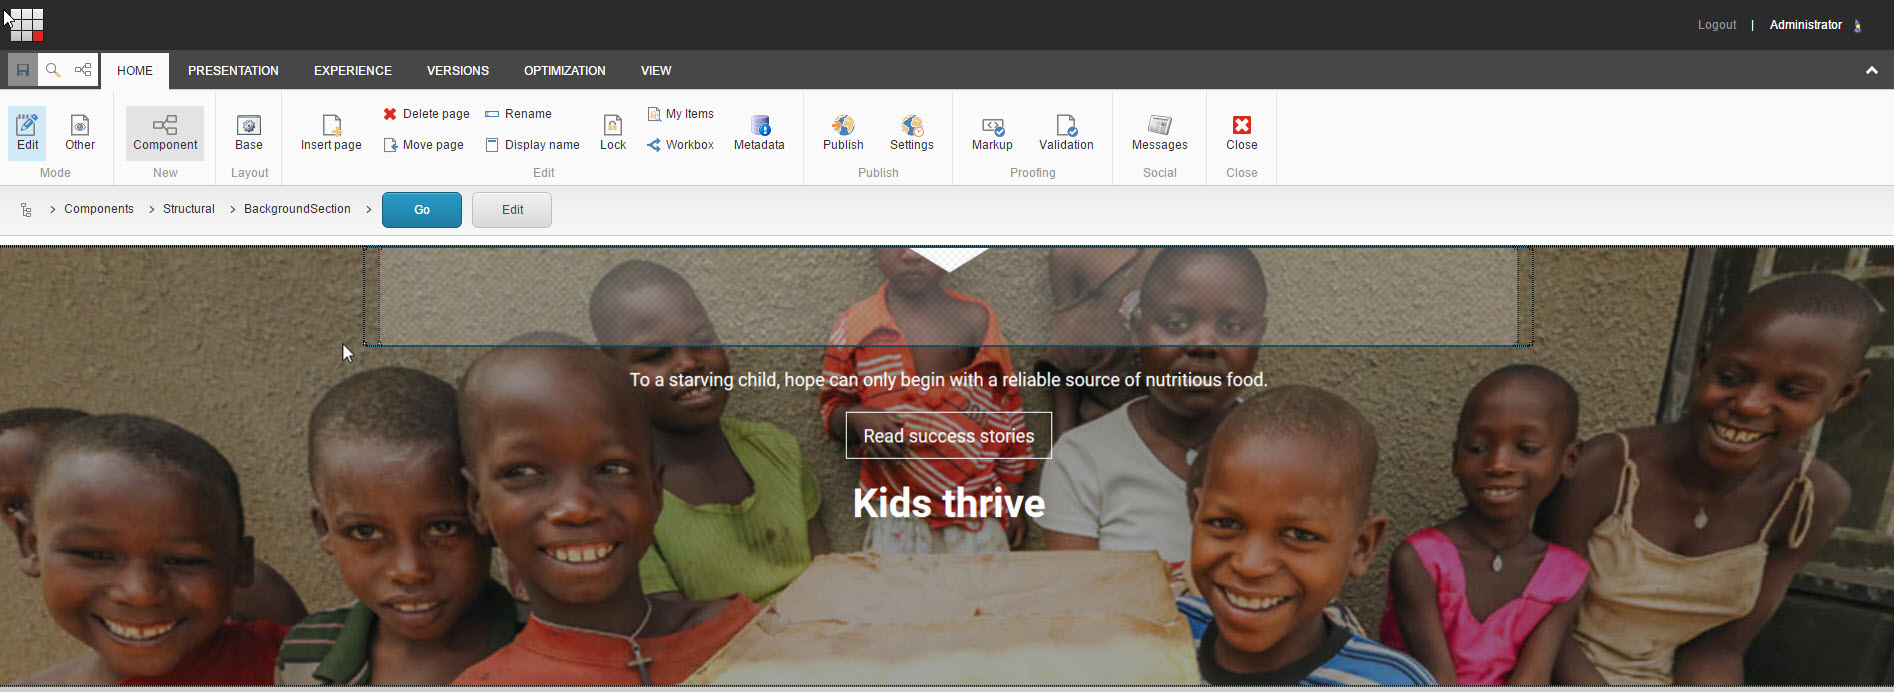 Logout | Administrator
HOME PRESENTATION EXPERIENCE VERSIONS OPTIMIZATION VIEW
Edit Other
Mode
Component
New
Base
Layout
Insert page
Delete page Rename
Move page Display name
Lock
My Items
Workbox
Metadata
Edit
Publish Settings
Publish
Markup Validation
Proofing
Messages
Social
Close
Close
Components Structural BackgroundSection Go Edit
To a starving child, hope can only begin with a reliable source of nutritious food.
Read success stories
Kids thrive